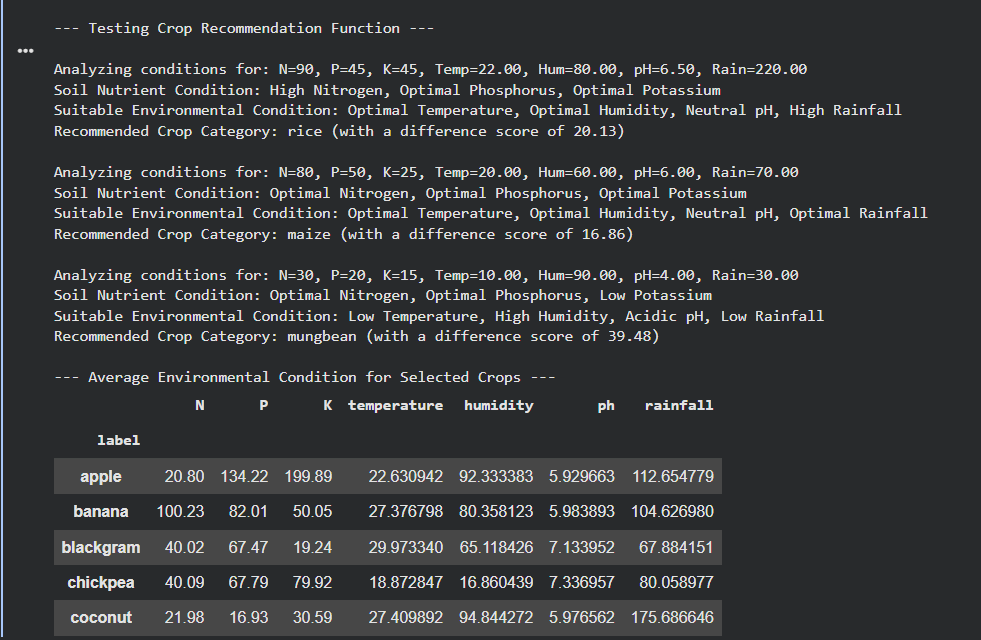 --- Testing Crop Recommendation Function ---
Analyzing conditions for: N=90, P=45, K=45, Temp=22.00, Hum=80.00, pH=6.50, Rain=220.00
Soil Nutrient Condition: High Nitrogen, Optimal Phosphorus, Optimal Potassium
Suitable Environmental Condition: Optimal Temperature, Optimal Humidity, Neutral pH, High Rainfall
Recommended Crop Category: rice (with a difference score of 20.13)
Analyzing conditions for: N=80, P=50, K=25, Temp=20.00, Hum=60.00, pH=6.00, Rain=70.00
Soil Nutrient Condition: Optimal Nitrogen, Optimal Phosphorus, Optimal Potassium
Suitable Environmental Condition: Optimal Temperature, Optimal Humidity, Neutral pH, Optimal Rainfall
Recommended Crop Category: maize (with a difference score of 16.86)
Analyzing conditions for: N=30, P=20, K=15, Temp=10.00, Hum=90.00, pH=4.00, Rain=30.00
Soil Nutrient Condition: Optimal Nitrogen, Optimal Phosphorus, Low Potassium
Suitable Environmental Condition: Low Temperature, High Humidity, Acidic pH, Low Rainfall
Recommended Crop Category: mungbean (with a difference score of 39.48)
--- Average Environmental Condition for Selected Crops ---
N P K temperature humidity ph rainfall
label
apple 20.80 134.22 199.89 22.630942 92.333383 5.929663 112.654779
banana 100.23 82.01 50.05 27.376798 80.358123 5.983893 104.626980
blackgram 40.02 67.47 19.24 29.973340 65.118426 7.133952 67.884151
chickpea 40.09 67.79 79.92 18.872847 16.860439 7.336957 80.058977
coconut 21.98 16.93 30.59 27.409892 94.844272 5.976562 175.686646